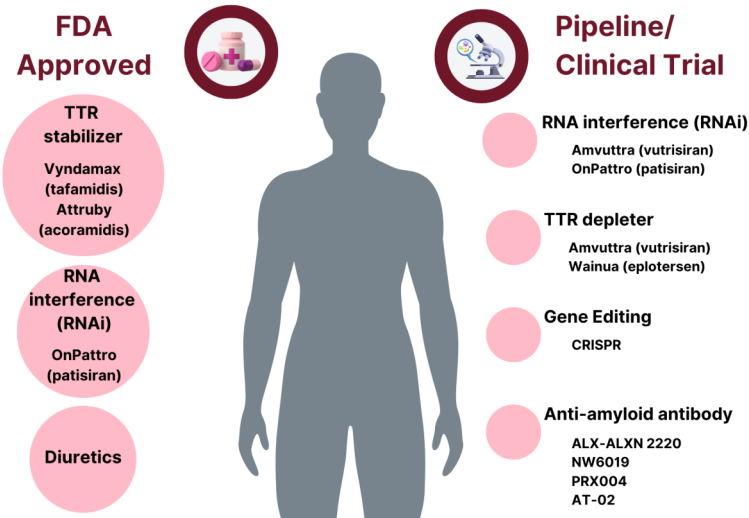 FDA
Approved
TTR
stabilizer
Vyndamax
(tafamidis)
Attruby
(acoramidis)
RNA
interference
(RNAi)
OnPattro
(patisiran)
Diuretics
Pipeline/
Clinical Trial
RNA interference (RNAi)
Amvuttra (vutrisiran)
OnPattro (patisiran)
TTR depleter
Amvuttra (vutrisiran)
Wainua (eplotersen)
Gene Editing
CRISPR
Anti-amyloid antibody
ALX-ALXN 2220
NW6019
PRX004
AT-02